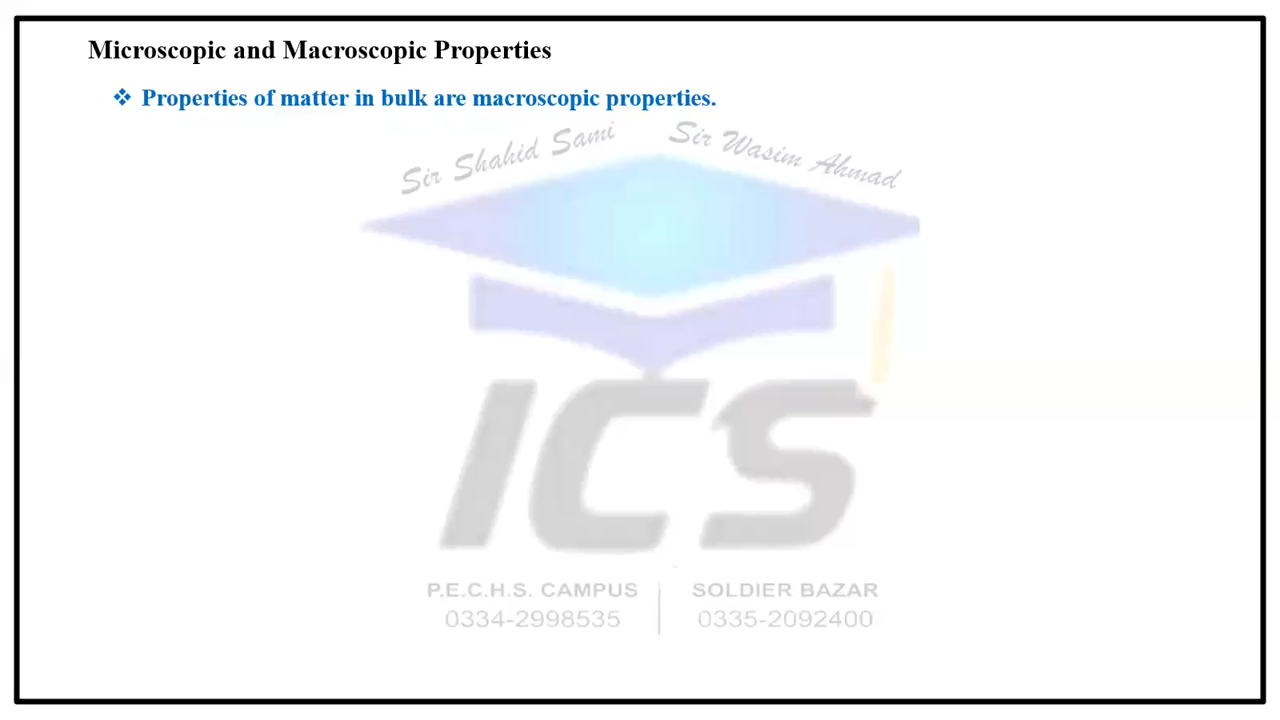 Microscopic and Macroscopic Properties
❖ Properties of matter in bulk are macroscopic properties.
Sir Shahid Sami Sir Wasim Ahmad
ICS
P.E.C.H.S. CAMPUS | SOLDIER BAZAR
0334-2998535 | 0335-2092400